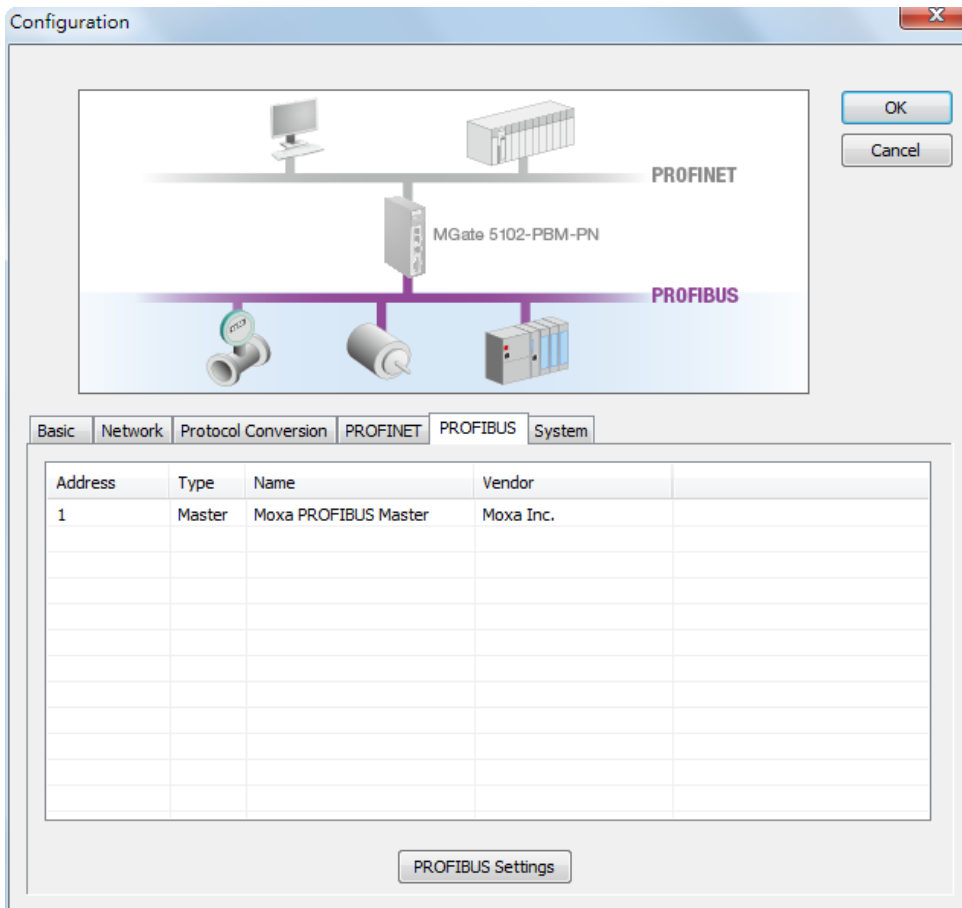 Configuration
OK
Cancel
PROFINET
MGate 5102-PBM-PN
PROFIBUS
Basic Network Protocol Conversion PROFINET PROFIBUS System
Address Type Name Vendor
1 Master Moxa PROFIBUS Master Moxa Inc.
PROFIBUS Settings